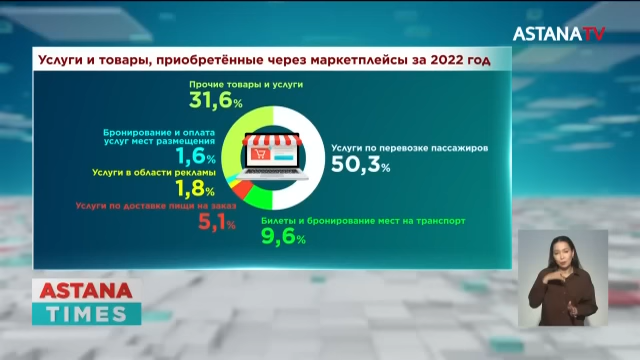 ASTANATV
Услуги и товары, приобретённые через маркетплейсы за 2022 год
Прочие товары и услуги
31,6%
Бронирование и оплата
услуг мест размещения
1,6%
Услуги по перевозке пассажиров
50,3%
Услуги в области рекламы
1,8%
Услуги по доставке пищи на заказ
5,1%
Билеты и бронирование мест на транспорт
9,6%
ASTANA
TIMES